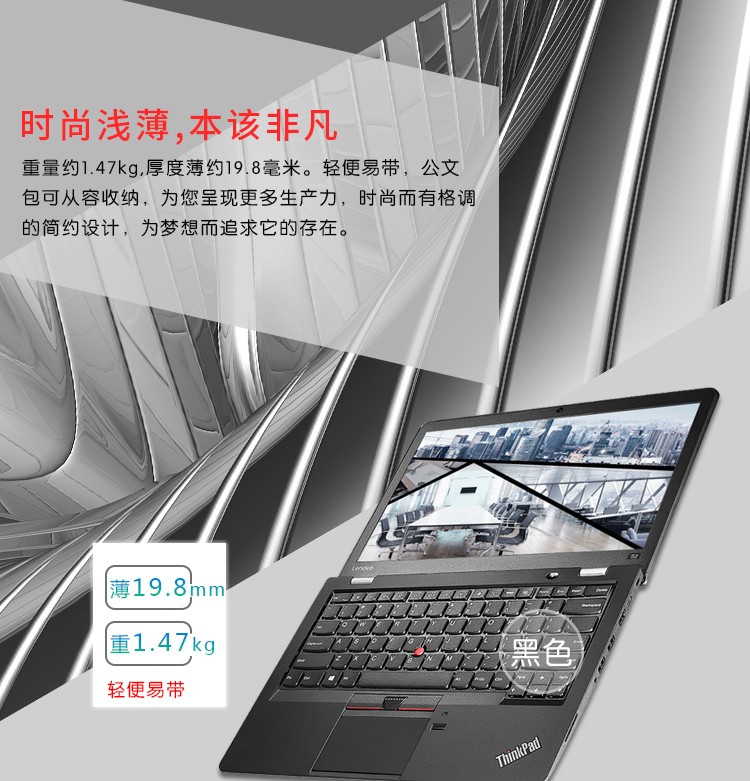 时尚浅薄,本该非凡
重量约1.47kg,厚度薄约19.8毫米。轻便易带，公文
包可从容收纳，为您呈现更多生产力，时尚而有格调
的简约设计，为梦想而追求它的存在。
薄19.8mm
重1.47kg
轻便易带
Lenovo
S2
黑色
ThinkPad